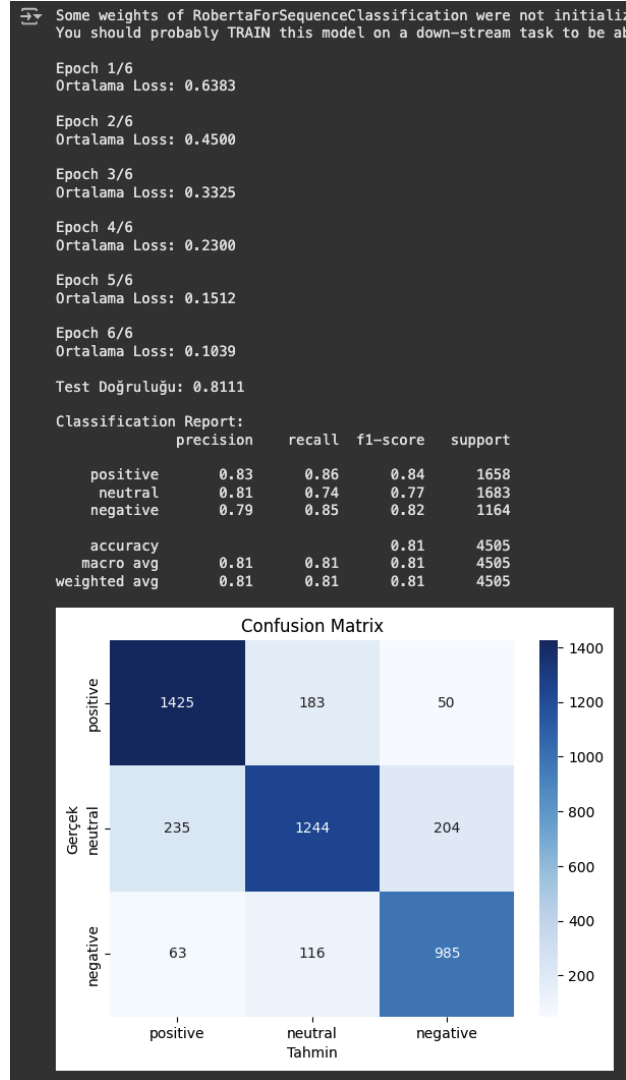 Some weights of RobertaForSequenceClassification were not
You should probably TRAIN this model on a down-stream task to be
Epoch 1/6
Ortalama Loss: 0.6383
Epoch 2/6
Ortalama Loss: 0.4500
Epoch 3/6
Ortalama Loss: 0.3325
Epoch 4/6
Ortalama Loss: 0.2300
Epoch 5/6
Ortalama Loss: 0.1512
Epoch 6/6
Ortalama Loss: 0.1039
Test Doğruluğu: 0.8111
Classification Report:
precision recall f1-score support
positive 0.83 0.86 0.84 1658
neutral 0.81 0.74 0.77 1683
negative 0.79 0.85 0.82 1164
accuracy 0.81 4505
macro avg 0.81 0.81 0.81 4505
weighted avg 0.81 0.81 0.81 4505
Confusion Matrix
positive 1425 183 50
Gerçek
neutral 235 1244 204
negative 63 116 985
positive neutral negative
Tahmin
1400
1200
1000
800
600
400
200